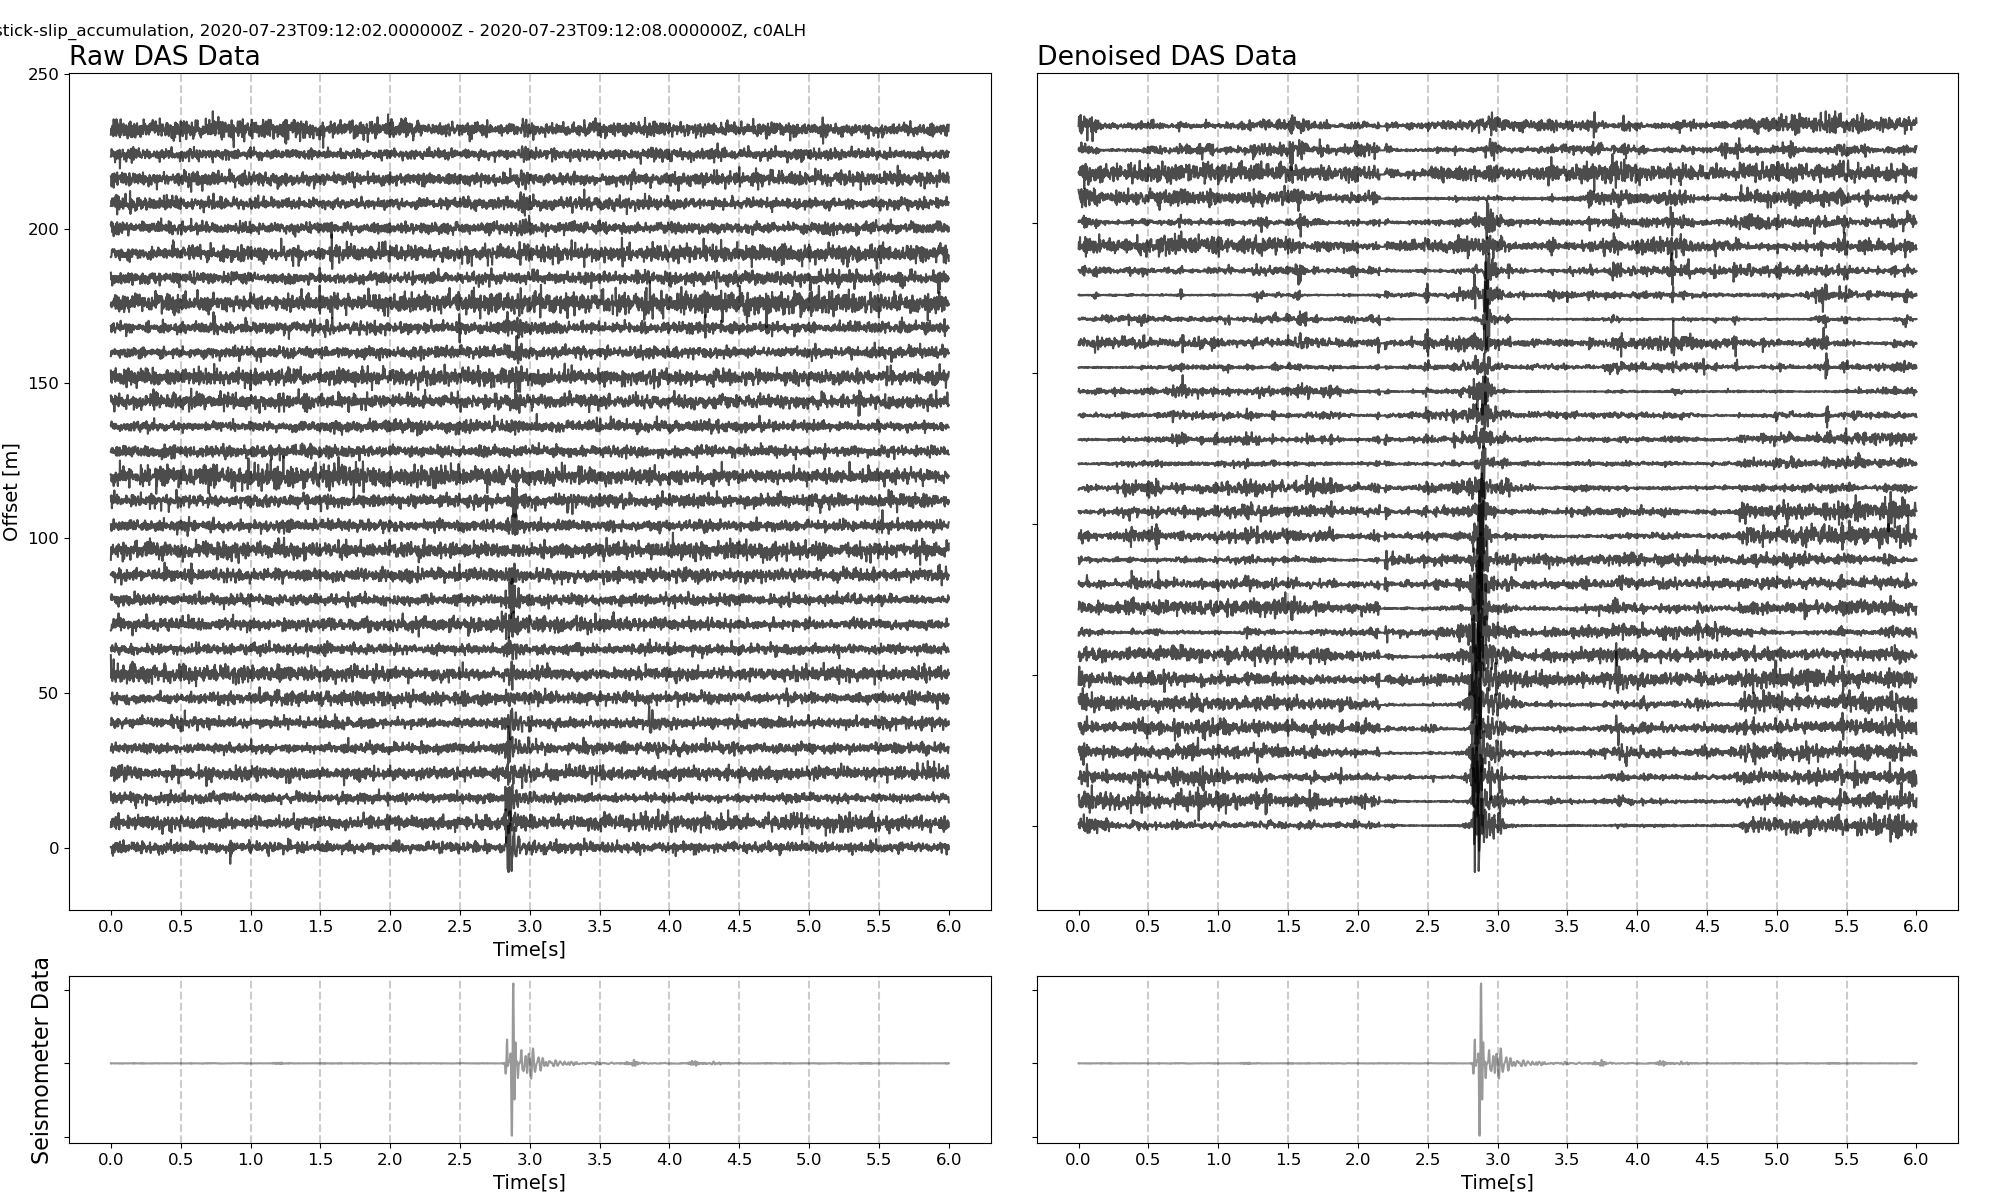 stick-slip_accumulation, 2020-07-23T09:12:02.000000Z - 2020-07-23T09:12:08.000000Z, c0ALH
Raw DAS Data
Denoised DAS Data
250
200
150
100
50
0
Offset [m]
0.0 0.5 1.0 1.5 2.0 2.5 3.0 3.5 4.0 4.5 5.0 5.5 6.0
Time[s]
0.0 0.5 1.0 1.5 2.0 2.5 3.0 3.5 4.0 4.5 5.0 5.5 6.0
Seismometer Data
0.0 0.5 1.0 1.5 2.0 2.5 3.0 3.5 4.0 4.5 5.0 5.5 6.0
Time[s]
0.0 0.5 1.0 1.5 2.0 2.5 3.0 3.5 4.0 4.5 5.0 5.5 6.0
Time[s]